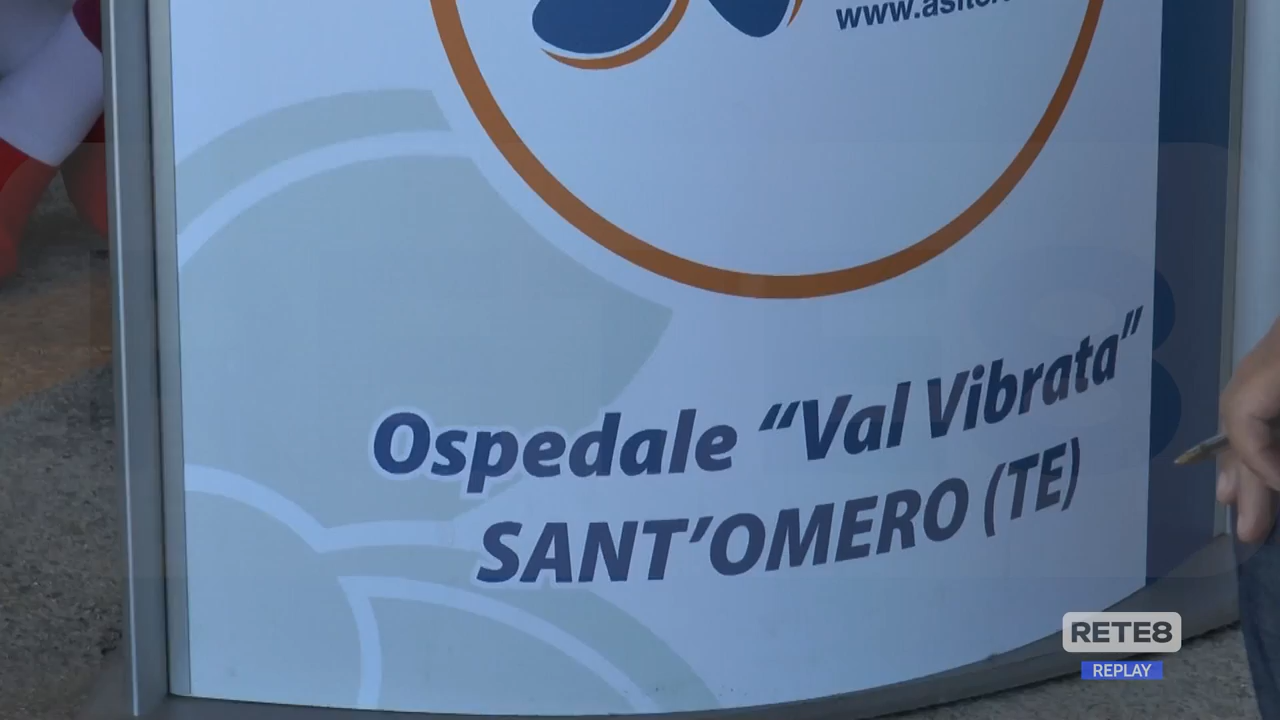 Ospedale “Val Vibrata”
SANT’OMERO (TE)
RETE8
REPLAY